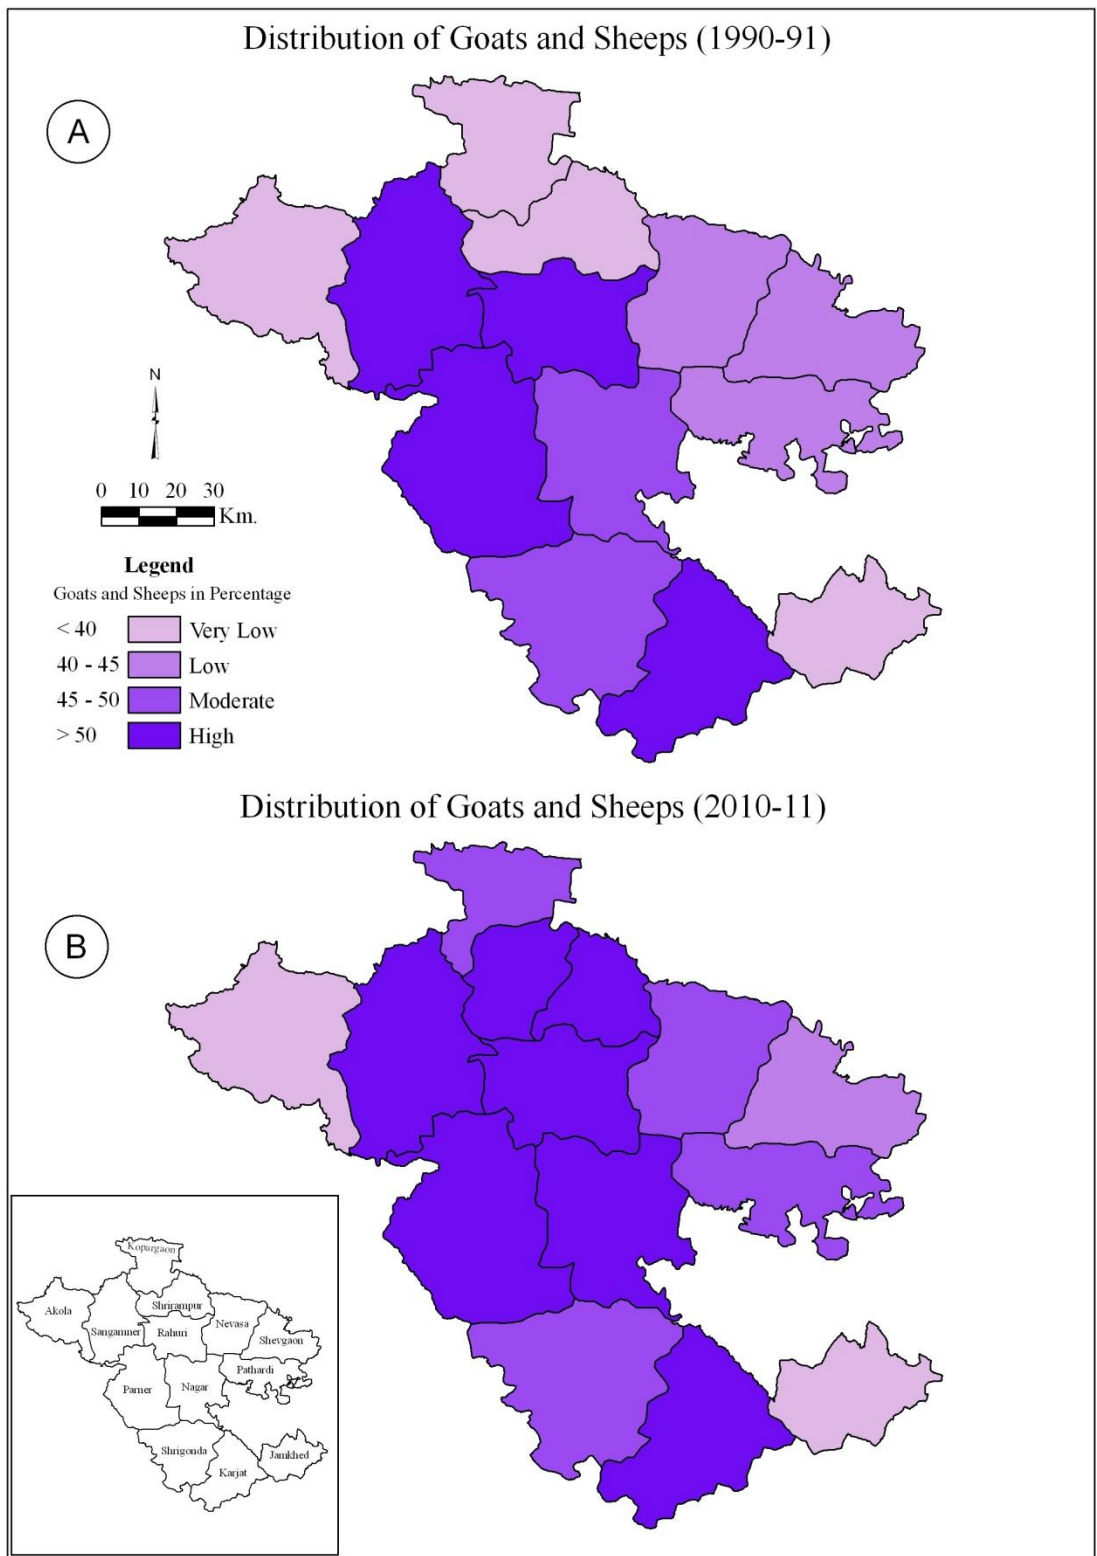 Distribution of Goats and Sheeps (1990-91)
A
N
0 10 20 30
Km.
Legend
Goats and Sheeps in Percentage
< 40 Very Low
40 - 45 Low
45 - 50 Moderate
> 50 High
Distribution of Goats and Sheeps (2010-11)
B
Kopargaon
Akola
Shrirampur
Sangamner
Rahuri
Nevasa
Shevgaon
Pathardi
Parner
Nagar
Shrigonda
Jamkhed
Karjat